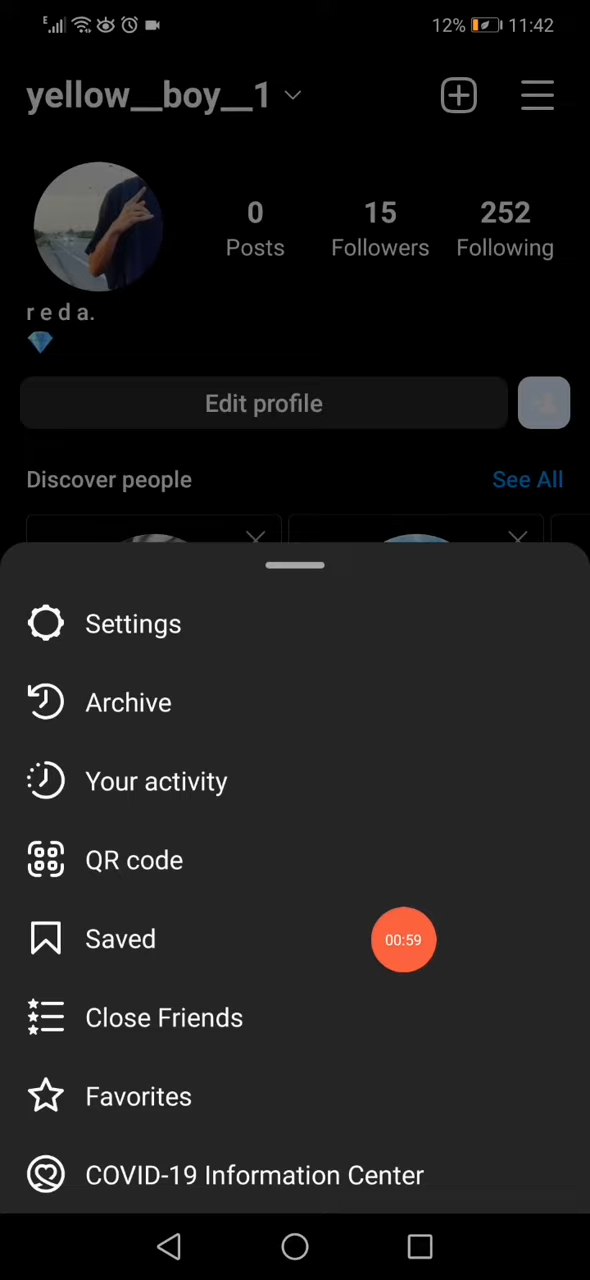 E 12% 11:42
yellow__boy__1
0 15 252
Posts Followers Following
r e d a.
Edit profile
Discover people See All
Settings
Archive
Your activity
QR code
Saved
00:59
Close Friends
Favorites
COVID-19 Information Center